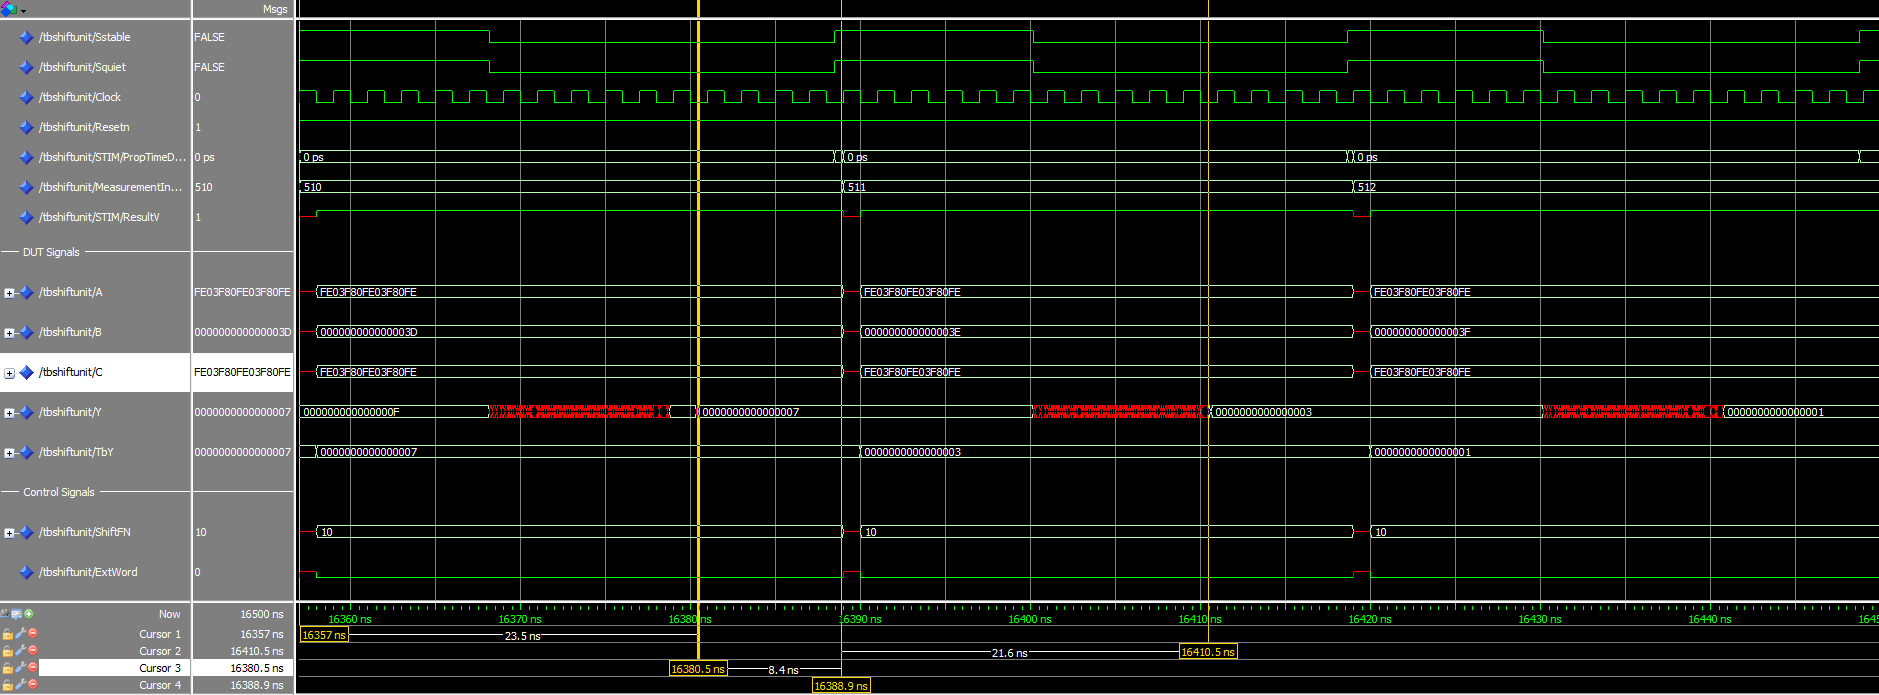 Msgs
/tbshiftunit/Sstable FALSE
/tbshiftunit/Squiet FALSE
/tbshiftunit/Clock 0
/tbshiftunit/Resetn 1
/tbshiftunit/STIM/PropTimeD... 0 ps 0 ps 0 ps 0 ps
/tbshiftunit/MeasurementIn... 510 510 511 512
/tbshiftunit/STIM/ResultV 1
DUT Signals
/tbshiftunit/A FE03F80FE03F80FE FE03F80FE03F80FE FE03F80FE03F80FE FE03F80FE03F80FE
/tbshiftunit/B 000000000000003D 000000000000003D 000000000000003E 000000000000003F
/tbshiftunit/C FE03F80FE03F80FE FE03F80FE03F80FE FE03F80FE03F80FE FE03F80FE03F80FE
/tbshiftunit/Y 0000000000000007 000000000000000F 0000000000000007 0000000000000003 0000000000000001
/tbshiftunit/TbY 0000000000000007 0000000000000007 0000000000000003 0000000000000001
Control Signals
/tbshiftunit/ShiftFN 10 10 10 10
/tbshiftunit/ExtWord 0
Now 16500 ns 16360 ns 16370 ns 16380 ns 16390 ns 16400 ns 16410 ns 16420 ns 16430 ns 16440 ns 1645
Cursor 1 16357 ns 16357 ns 23.5 ns
Cursor 2 16410.5 ns 21.6 ns 16410.5 ns
Cursor 3 16380.5 ns 16380.5 ns 8.4 ns
Cursor 4 16388.9 ns 16388.9 ns